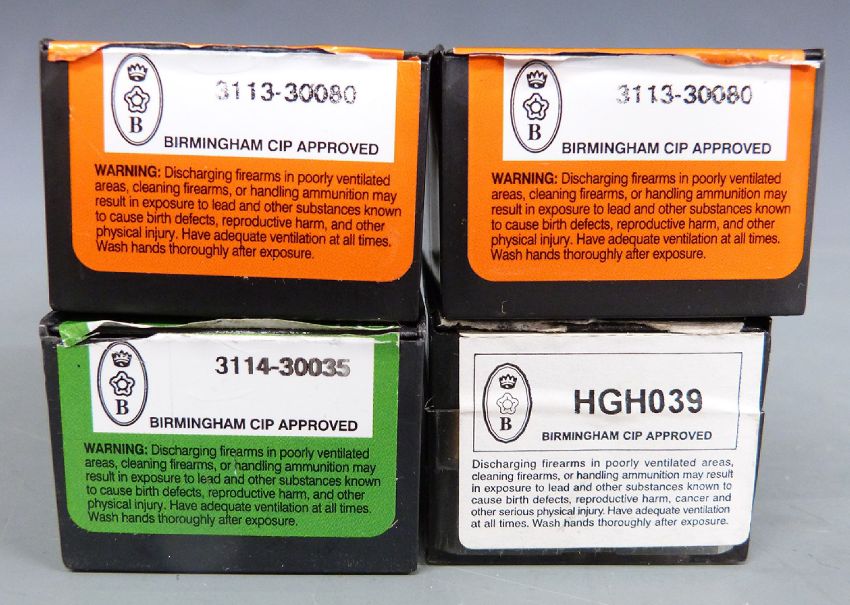 3113-30080
B
BIRMINGHAM CIP APPROVED
WARNING: Discharging firearms in poorly ventilated
areas, cleaning firearms, or handling ammunition may
result in exposure to lead and other substances known
to cause birth defects, reproductive harm, and other
physical injury. Have adequate ventilation at all times.
Wash hands thoroughly after exposure.
3113-30080
B
BIRMINGHAM CIP APPROVED
WARNING: Discharging firearms in poorly ventilated
areas, cleaning firearms, or handling ammunition may
result in exposure to lead and other substances known
to cause birth defects, reproductive harm, and other
physical injury. Have adequate ventilation at all times.
Wash hands thoroughly after exposure.
3114-30035
B
BIRMINGHAM CIP APPROVED
WARNING: Discharging firearms in poorly ventilated
areas, cleaning firearms, or handling ammunition may
result in exposure to lead and other substances known
to cause birth defects, reproductive harm, and other
physical injury. Have adequate ventilation at all times.
Wash hands thoroughly after exposure.
HGH039
B
BIRMINGHAM CIP APPROVED
Discharging firearms in poorly ventilated areas,
cleaning firearms, or handling ammunition may result
in exposure to lead and other substances known to
cause birth defects, reproductive harm, cancer and
other serious physical injury. Have adequate ventilation
at all times. Wash hands thoroughly after exposure.